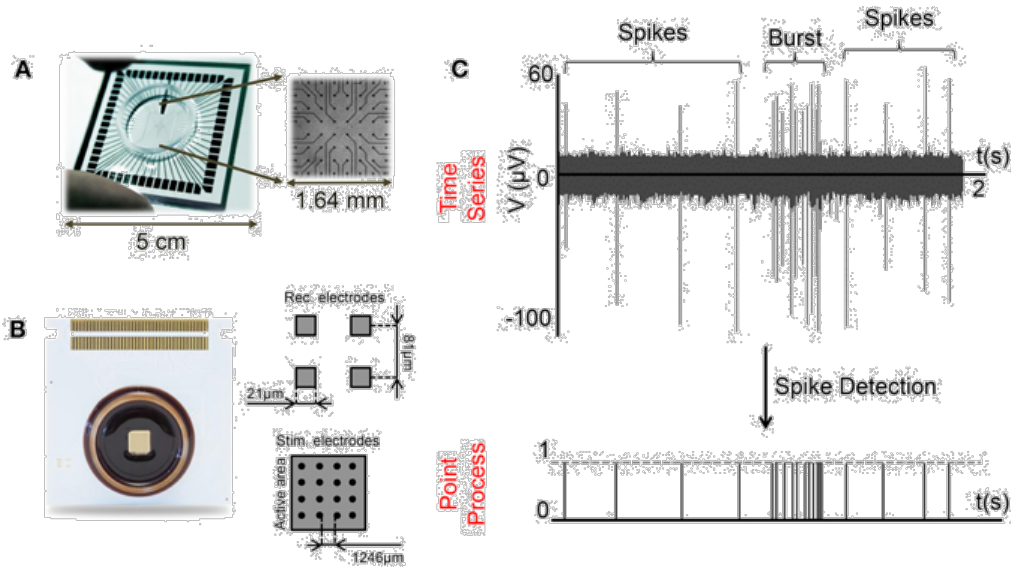 A
5 cm
1.64 mm
B
Rec. electrodes
81µm
21µm
Stim. electrodes
Active area
1246µm
C
Time
Series
Spikes
Burst
Spikes
60
0
-100
V (µV)
t(s)
2
Spike Detection
Point
Process
1
0
t(s)